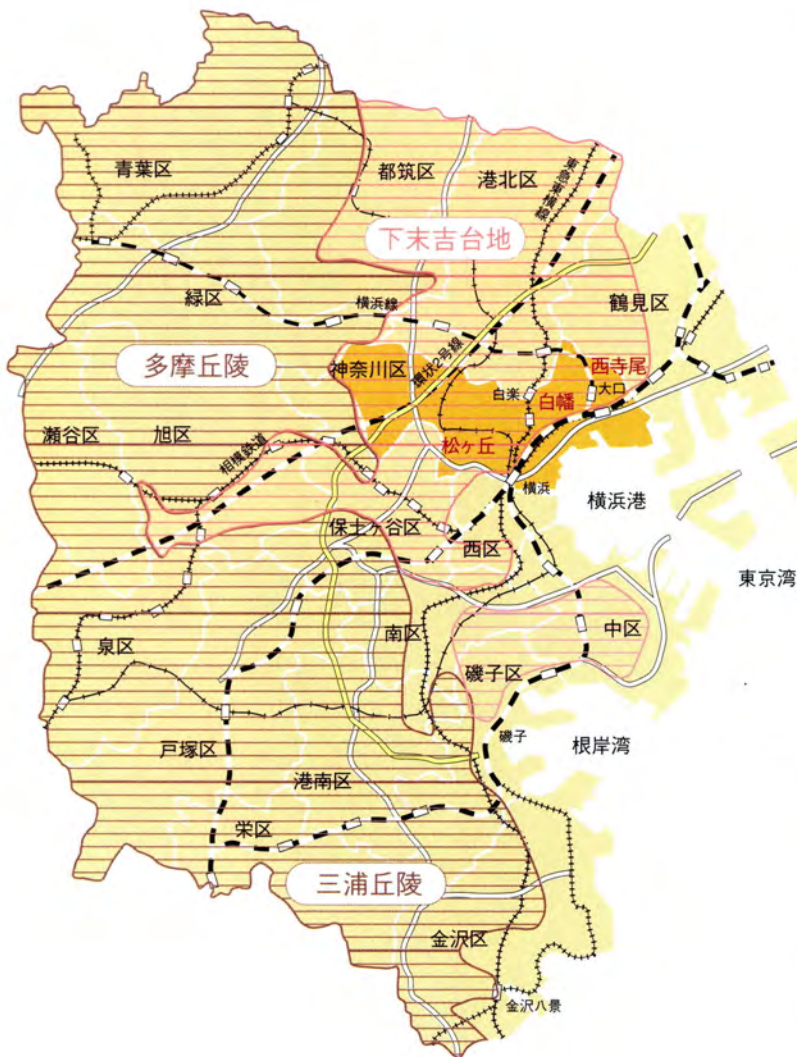 青葉区
都筑区
港北区
東急東横線
下末吉台地
緑区
横浜線
鶴見区
多摩丘陵
神奈川区
環状2号線
西寺尾
白楽
白幡
大口
瀬谷区
旭区
相模鉄道
松ヶ丘
横浜
横浜港
保土ヶ谷区
西区
東京湾
泉区
南区
中区
磯子区
戸塚区
磯子
根岸湾
港南区
栄区
三浦丘陵
金沢区
金沢八景